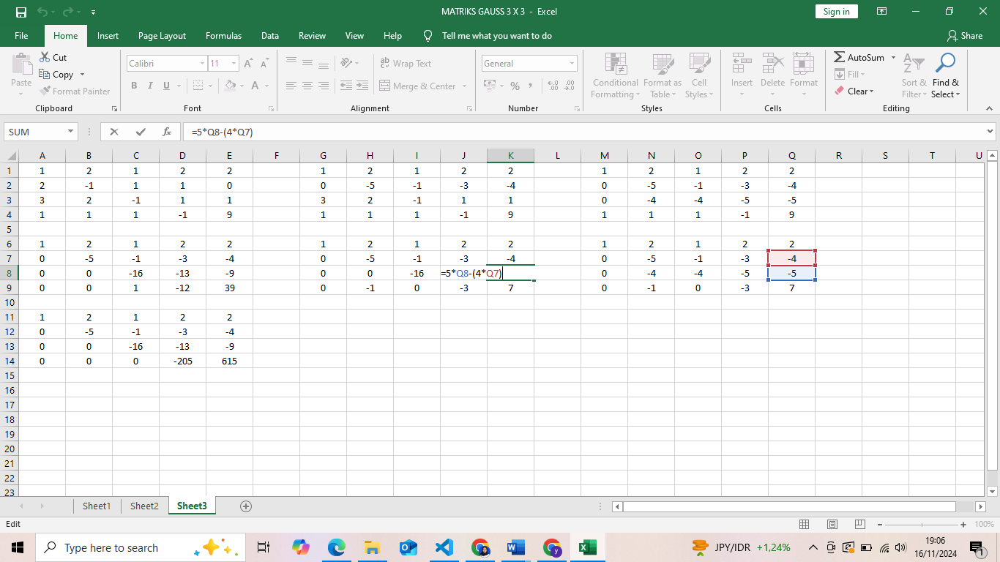 MATRIKS GAUSS 3 X 3 - Excel
Sign in
File Home Insert Page Layout Formulas Data Review View Help Tell me what you want to do Share
Paste
Cut
Copy
Format Painter
Clipboard
Calibri 11
B I U
Font
Wrap Text
Merge & Center
Alignment
General
Number
Conditional Formatting
Format as Table
Cell Styles
Styles
Insert Delete Format
Cells
AutoSum
Fill
Clear
Sort & Filter
Find & Select
Editing
SUM fx =5*Q8-(4*Q7)
A B C D E F G H I J K L M N O P Q R S T U
1 1 2 1 2 2 1 2 1 2 2 1 2 1 2 2
2 2 -1 1 1 0 0 -5 -1 -3 -4 0 -5 -1 -3 -4
3 3 2 -1 1 1 3 2 -1 1 1 0 -4 -4 -5 -5
4 1 1 1 -1 9 1 1 1 -1 9 1 1 1 -1 9
5
6 1 2 1 2 2 1 2 1 2 2 1 2 1 2 2
7 0 -5 -1 -3 -4 0 -5 -1 -3 -4 0 -5 -1 -3 -4
8 0 0 -16 -13 -9 0 0 -16 =5*Q8-(4*Q7) 0 -4 -4 -5 -5
9 0 0 1 -12 39 0 -1 0 -3 7 0 -1 0 -3 7
10
11 1 2 1 2 2
12 0 -5 -1 -3 -4
13 0 0 -16 -13 -9
14 0 0 0 -205 615
15
16
17
18
19
20
21
22
23
Sheet1 Sheet2 Sheet3
Edit
100%
Type here to search
JPY/IDR +1,24%
19:06
16/11/2024
1